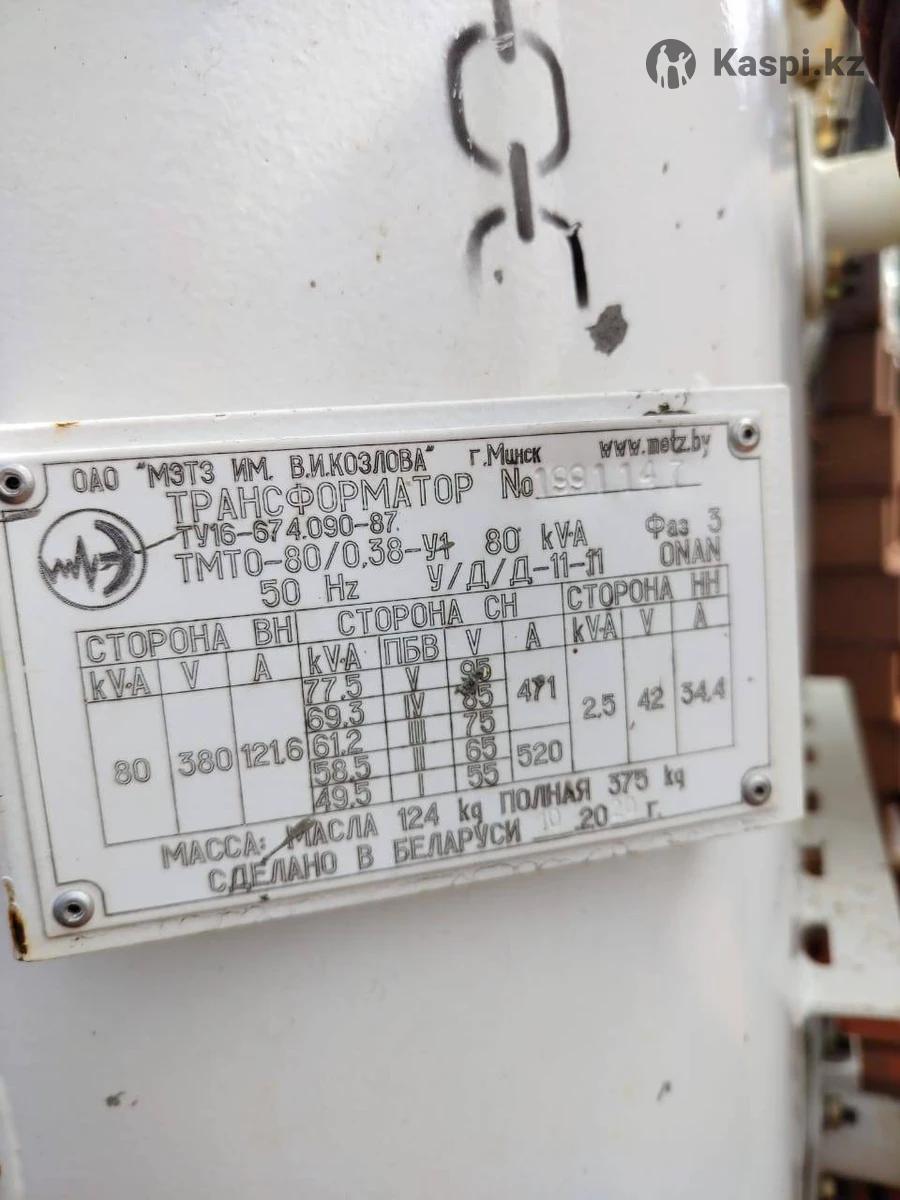 Kaspi.kz
ОАО "МЭТЗ ИМ. В.И.КОЗЛОВА" г.Минск www.metz.by
ТРАНСФОРМАТОР No 1991147
ТУ16-674.090-87
ТМТО-80/0,38-У1 80 kV·A Фаз 3
50 Hz У/Д/Д-11-11 ONAN
СТОРОНА ВН СТОРОНА СН СТОРОНА НН
kV·A V A kV·A ПБВ V A kV·A V A
77.5 V 95
69.3 IV 85 471
80 380 121.6 61.2 III 75 2.5 42 34.4
58.5 II 65 520
49.5 I 55
МАССА: МАСЛА 124 kg ПОЛНАЯ 375 kg
СДЕЛАНО В БЕЛАРУСИ 10 .20 г.